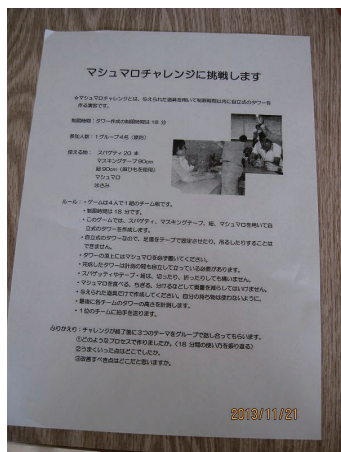 マシュマロチャレンジに挑戦します
★マシュマロチャレンジとは、与えられた道具を用いて制限時間以内に自立式のタワーを
作る演習です。
制限時間：タワー作成の制限時間は 18 分
参加人数：1グループ4名（原則）
使える物： スパゲティ 20 本
マスキングテープ 90cm
紐 90cm（麻ひもを使用）
マシュマロ
はさみ
ルール：・ゲームは4人で1組のチーム戦です。
・制限時間は 18 分です。
・このゲームでは、スパゲティ、マスキングテープ、紐、マシュマロを用いて自
立式のタワーを作成します。
・自立式のタワーなので、足場をテープで固定させたり、吊るしたりすることは
できません。
・タワーの頂上にはマシュマロを必ず置いてください。
・完成したタワーは計測の間も自立して立っている必要があります。
・スパゲッティやテープ・紐は、切ったり、折ったりしても構いません。
・マシュマロを食べる、ちぎる、分けるなどして質量を減らしてはいけません。
・与えられた道具だけで作成してください。自分の持ち物は使わないように。
・最後に各チームのタワーの高さを計測します。
・1位のチームに拍手を送ります。
ふりかえり：チャレンジが終了後に3つのテーマをグループで話し合ってもらいます。
①どのようなプロセスで作りましたか。（18 分間の使い方を振り返る）
②うまくいった点はどこでしたか。
③改善すべき点はどこだと思いますか。
2013/11/21